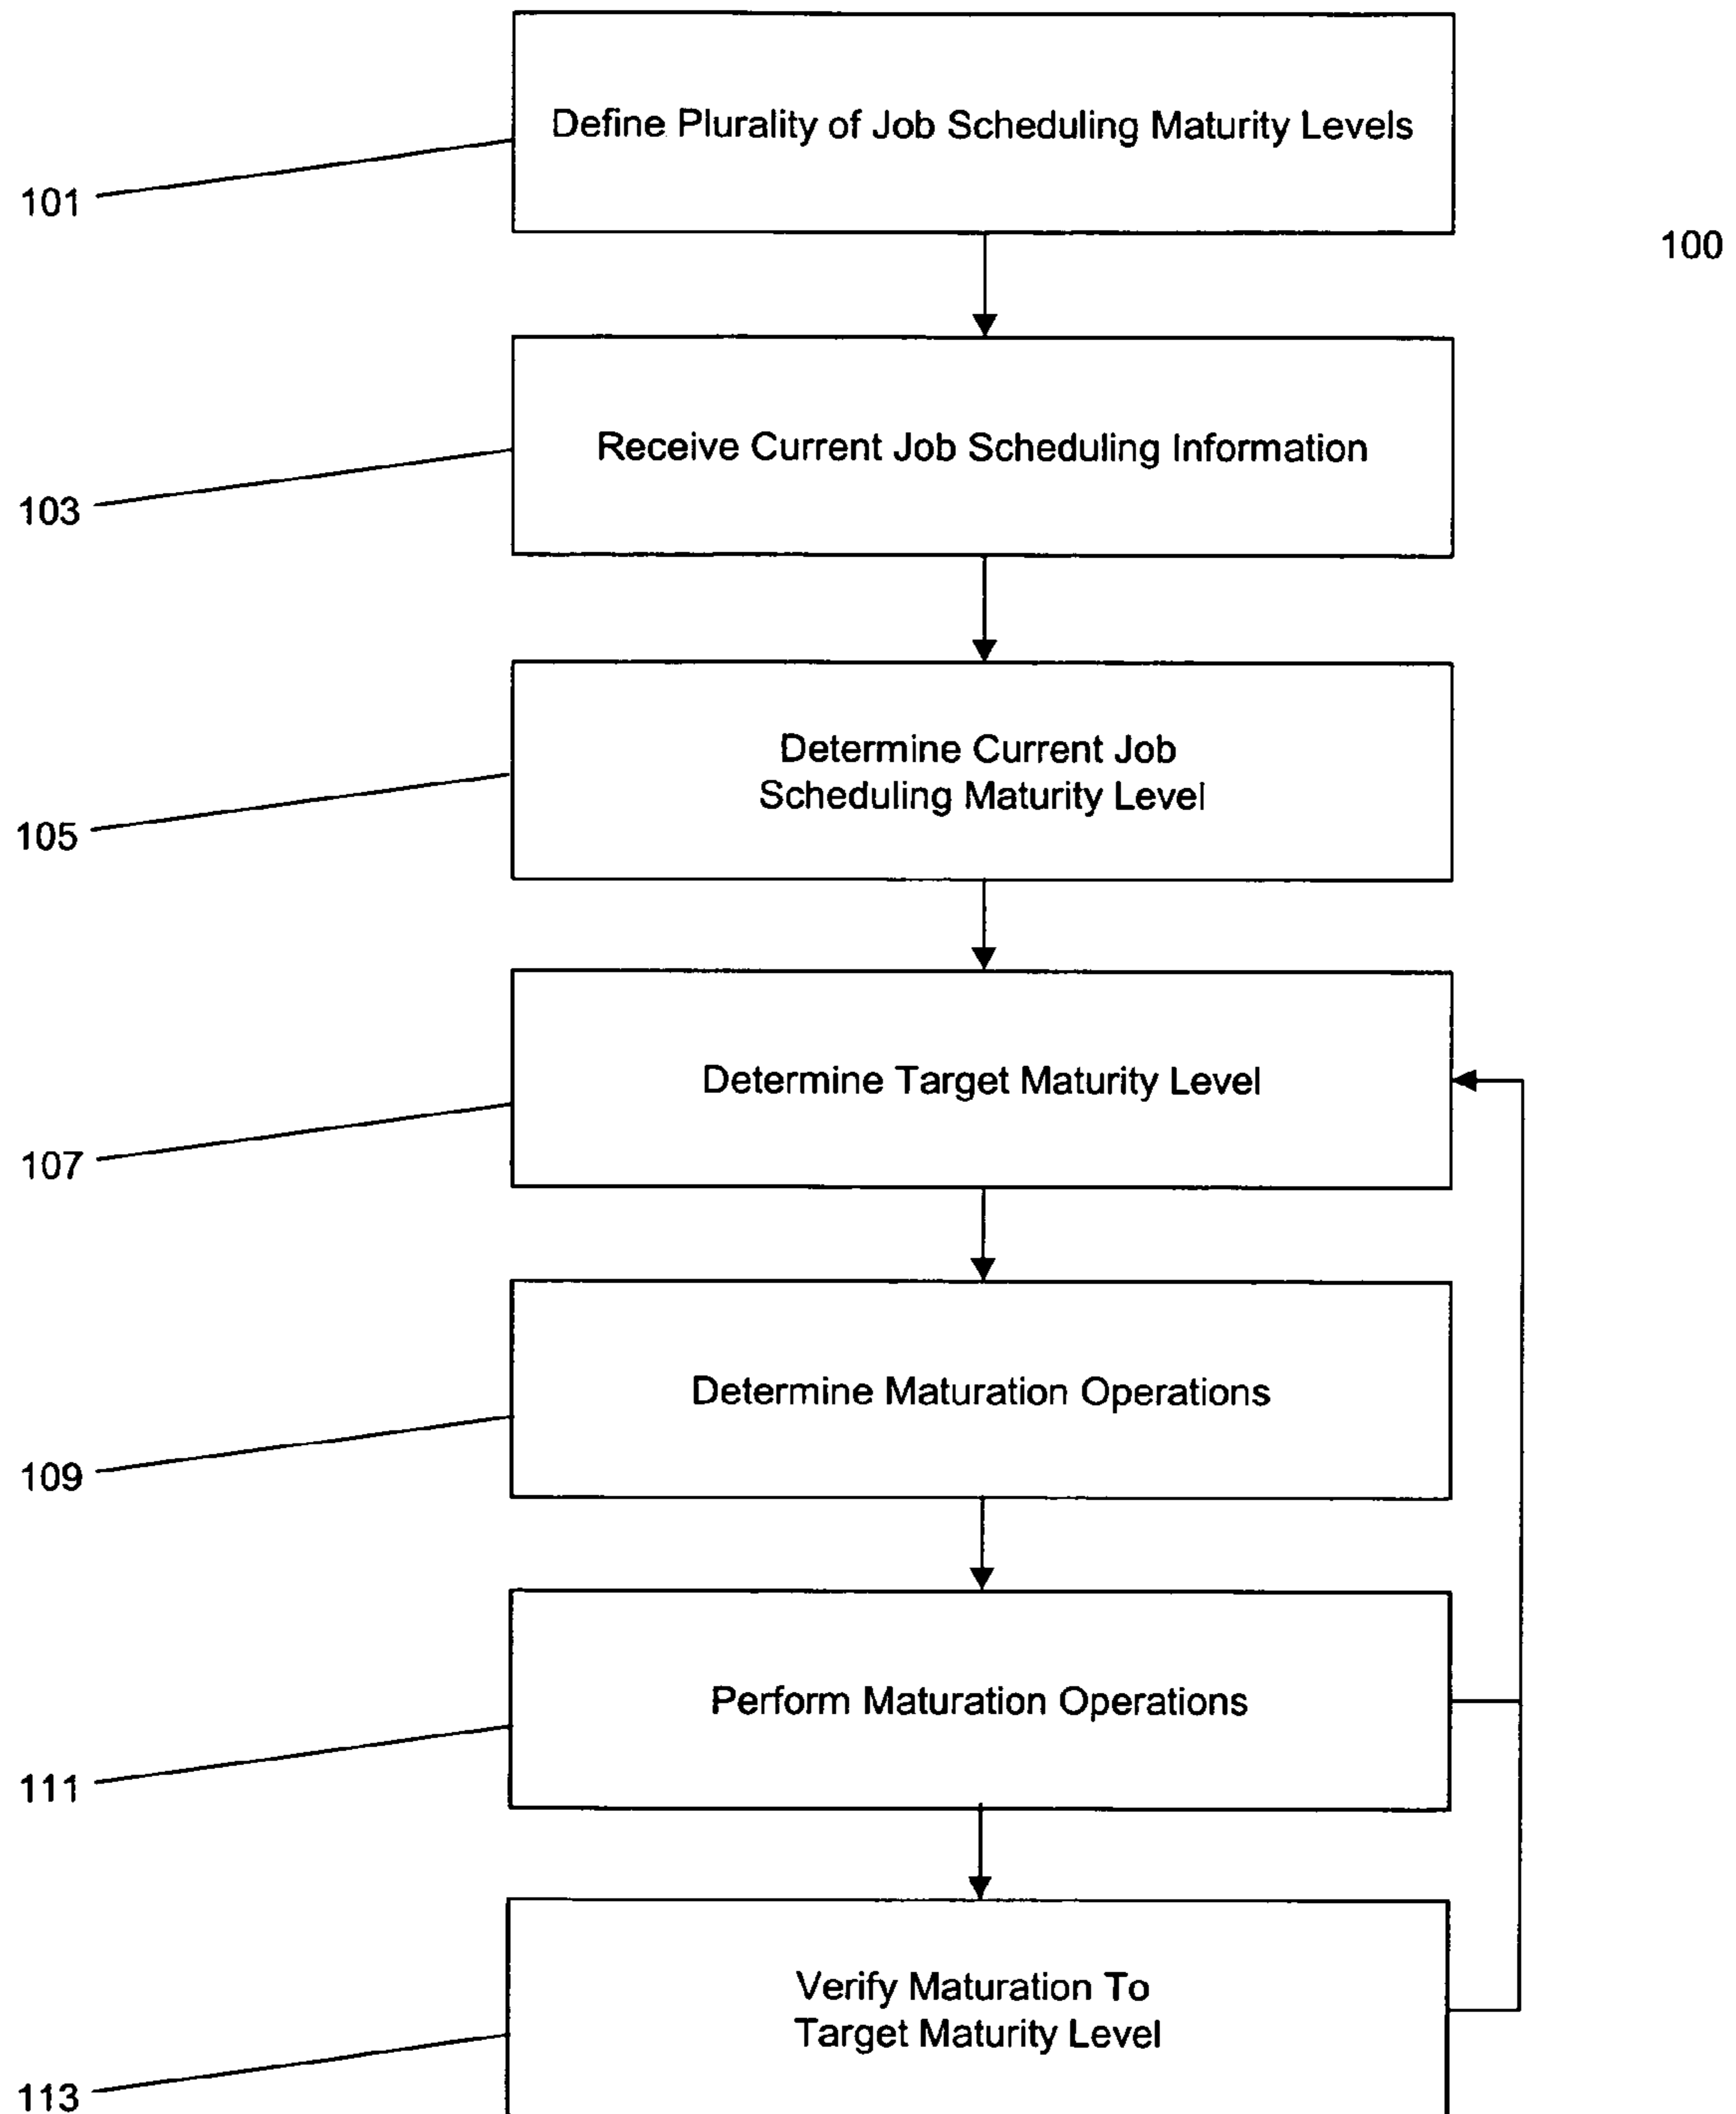 Define Plurality of Job Scheduling Maturity Levels
101
100
Receive Current Job Scheduling Information
103
Determine Current Job
Scheduling Maturity Level
105
Determine Target Maturity Level
107
Determine Maturation Operations
109
Perform Maturation Operations
111
Verify Maturation To
Target Maturity Level
113